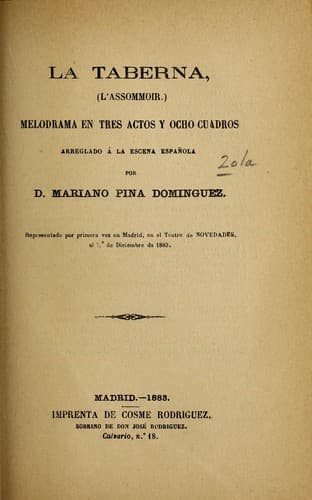 LA TABERNA,
(L'ASSOMMOIR.)
MELODRAMA EN TRES ACTOS Y OCHO CUADROS
ARREGLADO Á LA ESCENA ESPAÑOLA
Zola
POR
D. MARIANO PINA DOMINGUEZ.
Representado por primera vez en Madrid, en el Teatro de NOVEDADES,
el de Diciembre de 1883.
MADRID.—1883.
IMPRENTA DE COSME RODRIGUEZ,
SOBRINO DE DON JOSÉ RODRIGUEZ.
Calvario, n.º 18.